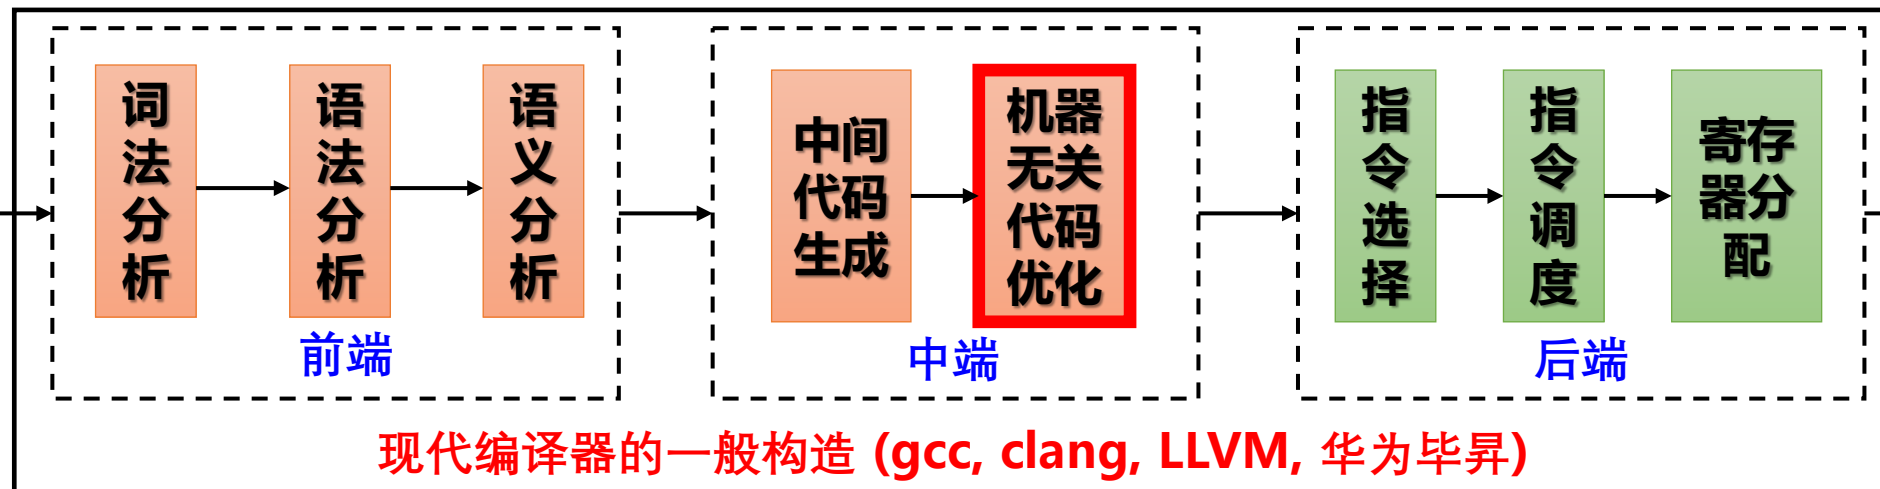 词法分析
语法分析
语义分析
前端
中间
代码
生成
机器
无关
代码
优化
中端
指令选择
指令调度
寄存
器分
配
后端
现代编译器的一般构造 (gcc, clang, LLVM, 华为毕昇)